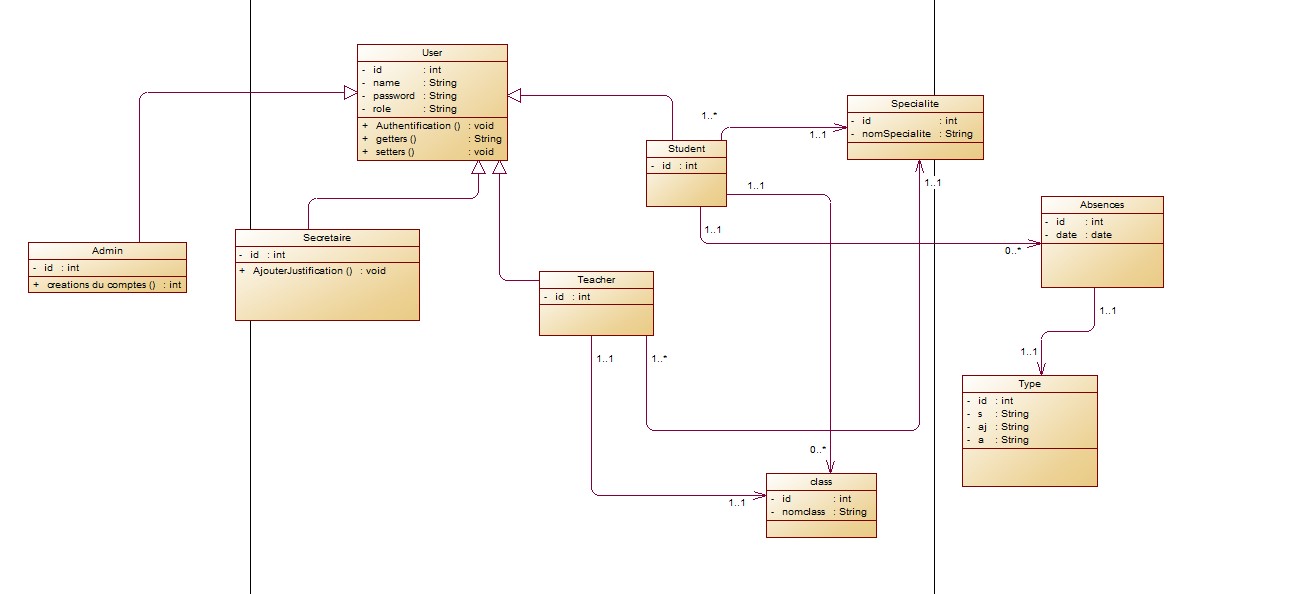 User
- id : int
- name : String
- password : String
- role : String
+ Authentification () : void
+ getters () : String
+ setters () : void
Specialite
- id : int
- nomSpecialite : String
1..*
1..1
Student
- id : int
1..1
1..1
1..1
Absences
- id : int
- date : date
0..*
Admin
- id : int
+ creations du comptes () : int
Secretaire
- id : int
+ AjouterJustification () : void
Teacher
- id : int
1..1
1..*
1..1
1..1
Type
- id : int
- s : String
- aj : String
- a : String
0..*
1..1
class
- id : int
- nomclass : String